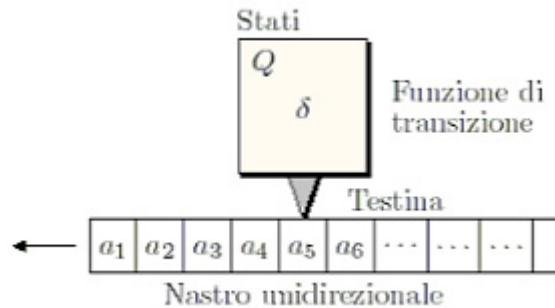 Stati
Q
δ
Funzione di
transizione
Testina
a₁ a₂ a₃ a₄ a₅ a₆ ... ... ...
Nastro unidirezionale